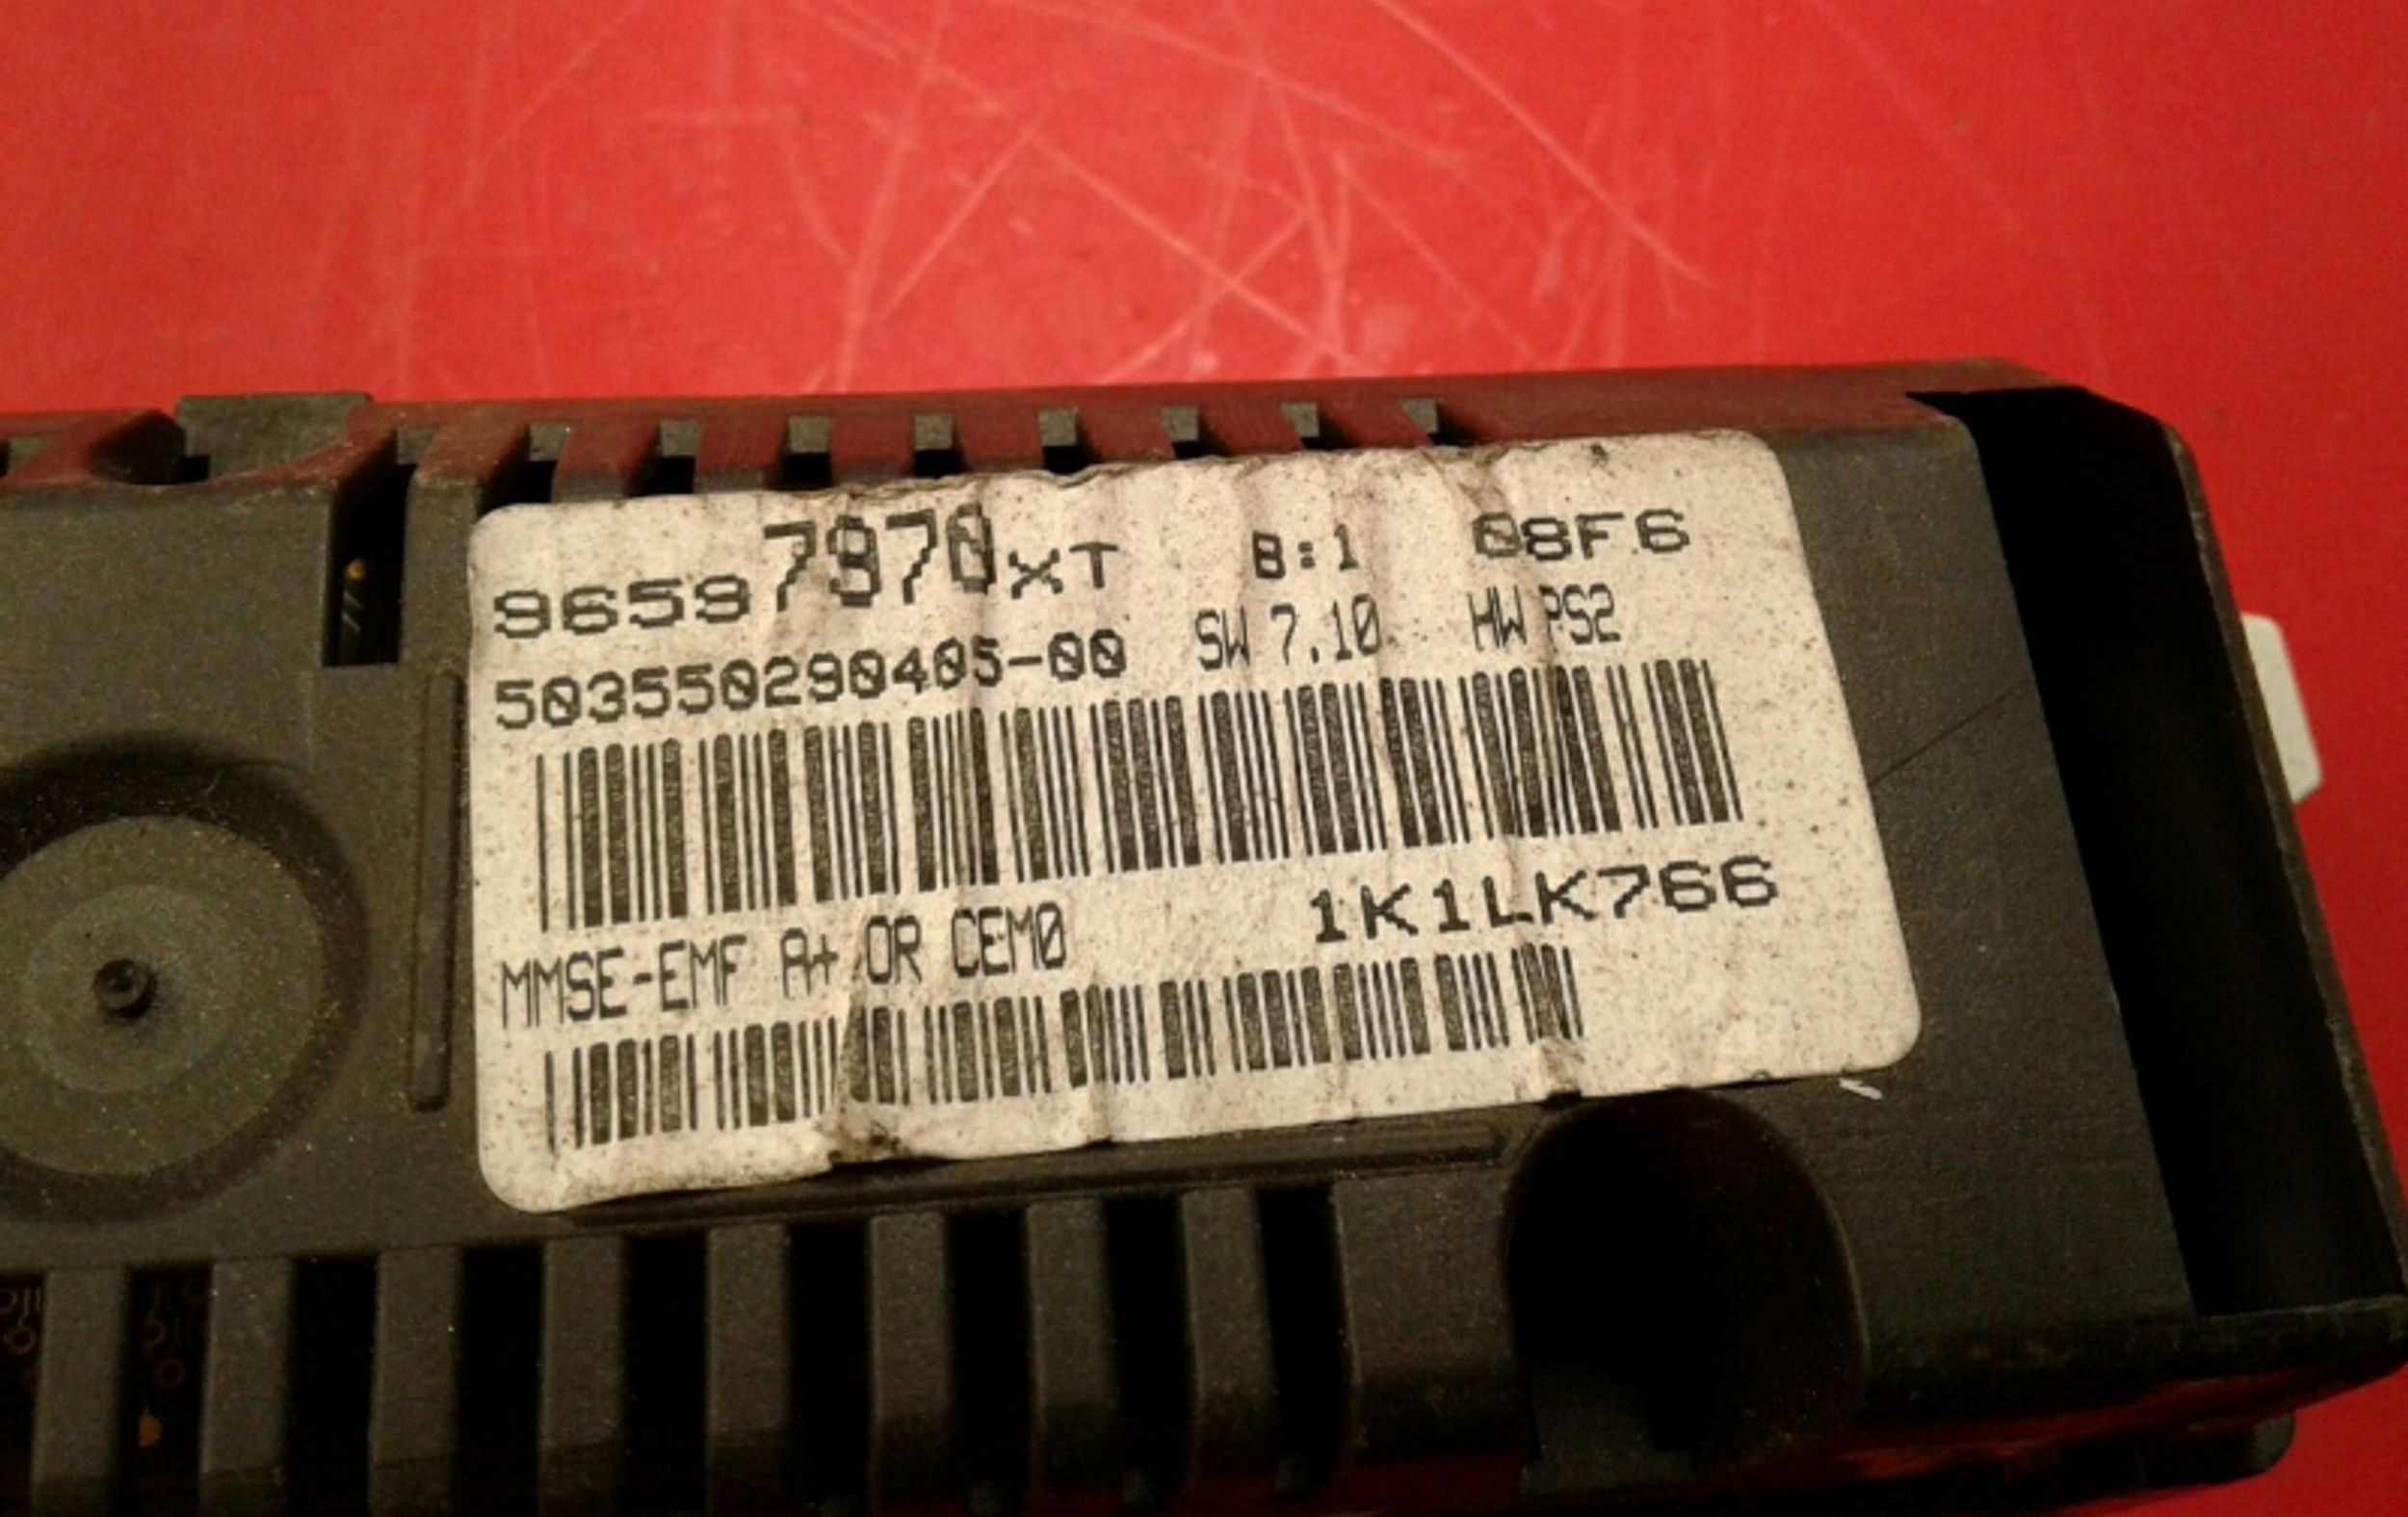 96597970XT B:1 08F6
503550290405-00 SW 7.10 HW PS2
MMSE-EMF A+ OR CEM0 1K1LK766